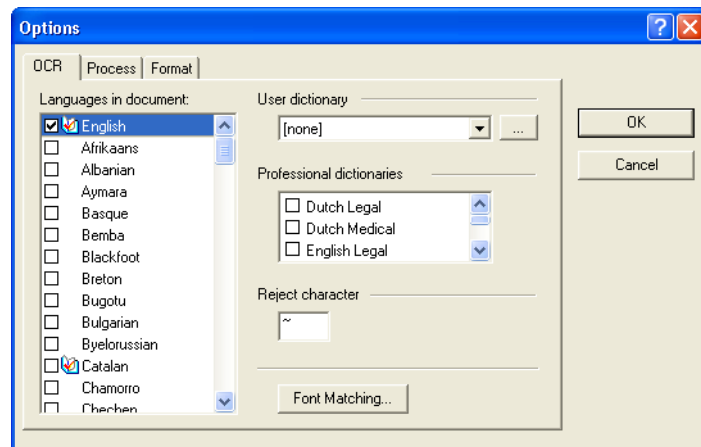 Options
OCR
Process
Format
Languages in document:
English
Afrikaans
Albanian
Aymara
Basque
Bemba
Blackfoot
Breton
Bugotu
Bulgarian
Byelorussian
Catalan
Chamorro
Chechen
User dictionary
[none]
...
Professional dictionaries
Dutch Legal
Dutch Medical
English Legal
Reject character
~
Font Matching...
OK
Cancel